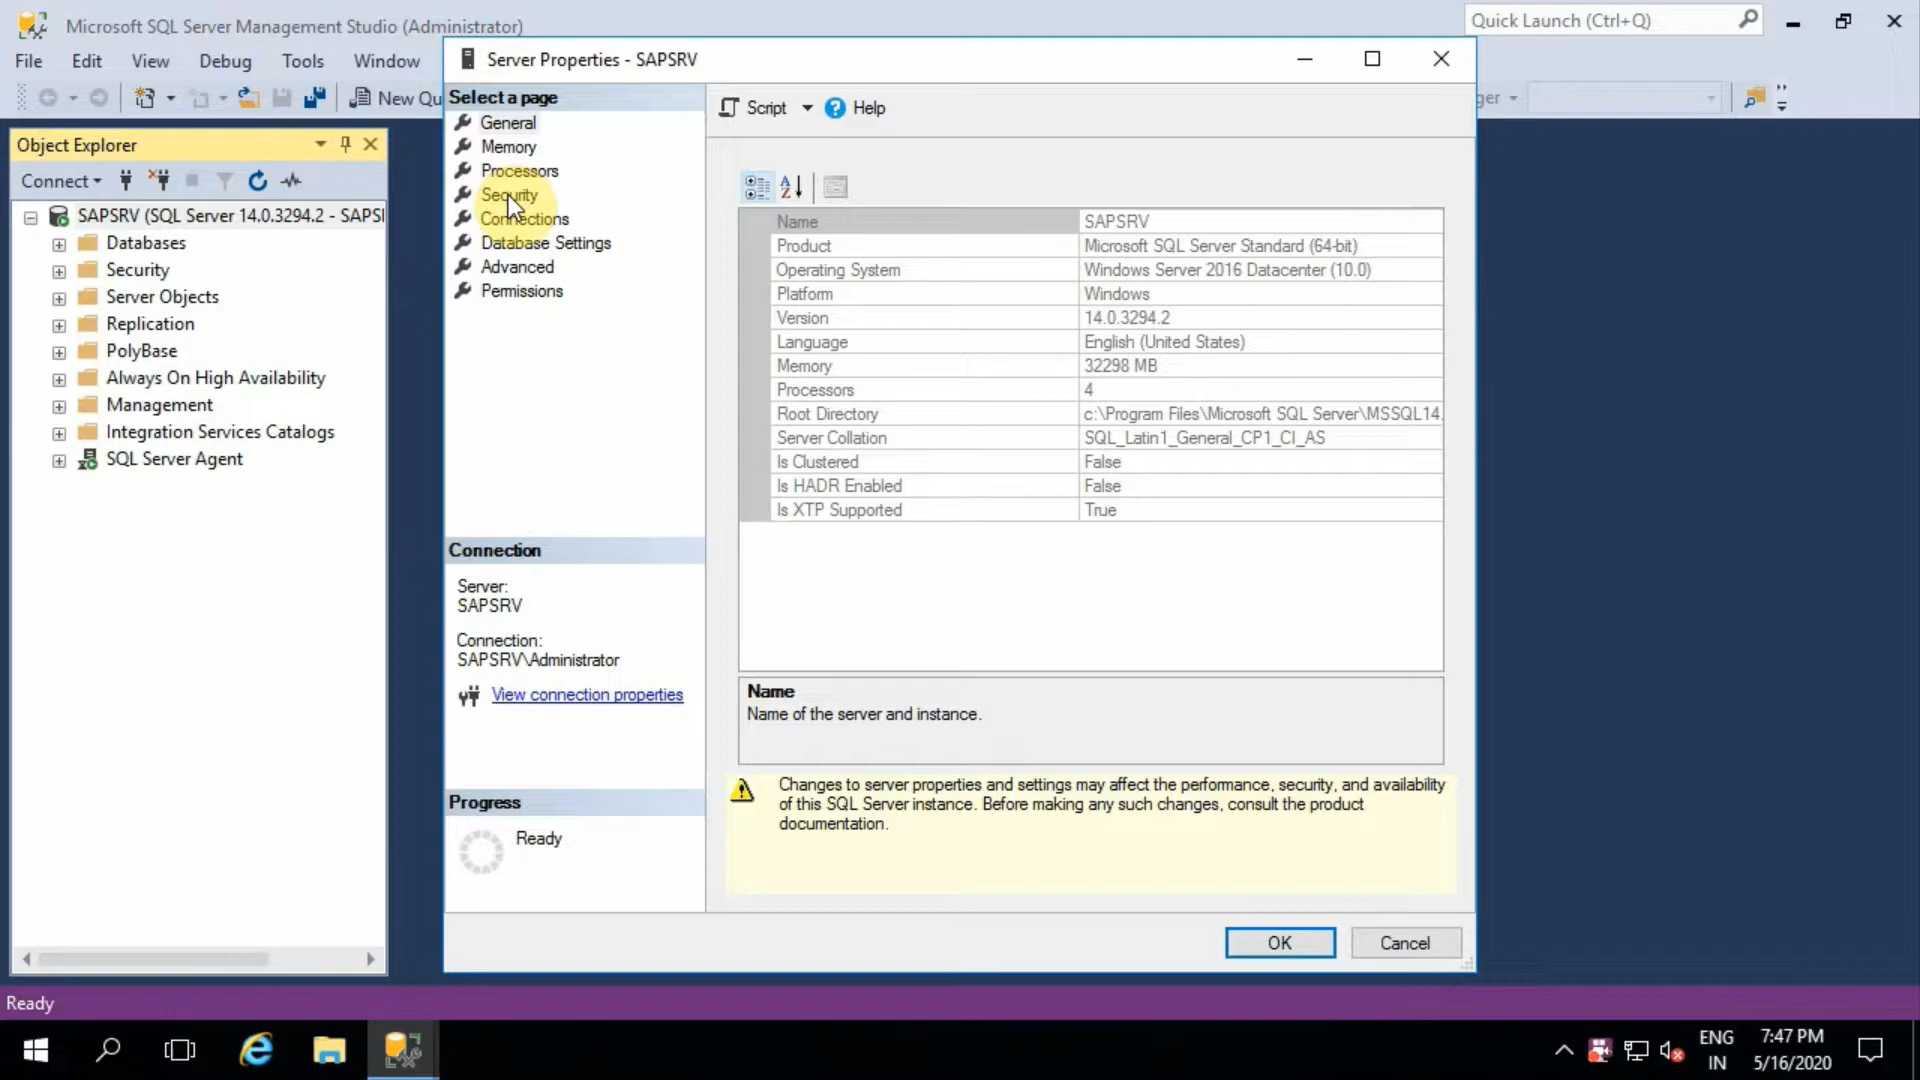 Microsoft SQL Server Management Studio (Administrator)
Quick Launch (Ctrl+Q)
File Edit View Debug Tools Window
New Qu
ger
Object Explorer
Connect
SAPSRV (SQL Server 14.0.3294.2 - SAPSI
Databases
Security
Server Objects
Replication
PolyBase
Always On High Availability
Management
Integration Services Catalogs
SQL Server Agent
Server Properties - SAPSRV
Select a page
General
Memory
Processors
Security
Connections
Database Settings
Advanced
Permissions
Connection
Server:
SAPSRV
Connection:
SAPSRV\Administrator
View connection properties
Progress
Ready
Script Help
Name SAPSRV
Product Microsoft SQL Server Standard (64-bit)
Operating System Windows Server 2016 Datacenter (10.0)
Platform Windows
Version 14.0.3294.2
Language English (United States)
Memory 32298 MB
Processors 4
Root Directory c:\Program Files\Microsoft SQL Server\MSSQL14.
Server Collation SQL_Latin1_General_CP1_CI_AS
Is Clustered False
Is HADR Enabled False
Is XTP Supported True
Name
Name of the server and instance.
Changes to server properties and settings may affect the performance, security, and availability
of this SQL Server instance. Before making any such changes, consult the product
documentation.
OK Cancel
Ready
ENG
IN
7:47 PM
5/16/2020